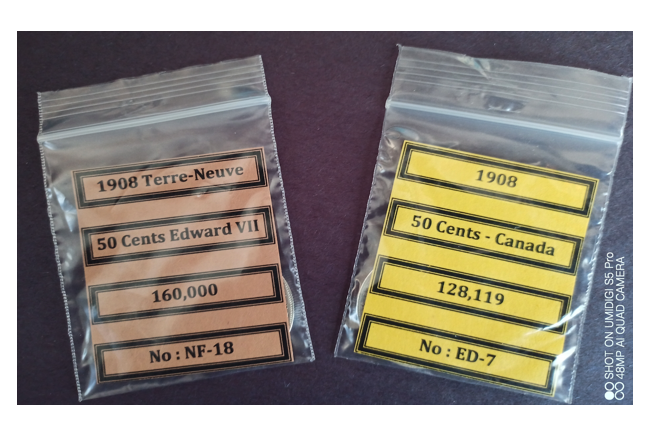 1908 Terre-Neuve
50 Cents Edward VII
160,000
No : NF-18
1908
50 Cents - Canada
128,119
No : ED-7
SHOT ON UMIDIGI S5 Pro
48MP AI QUAD CAMERA